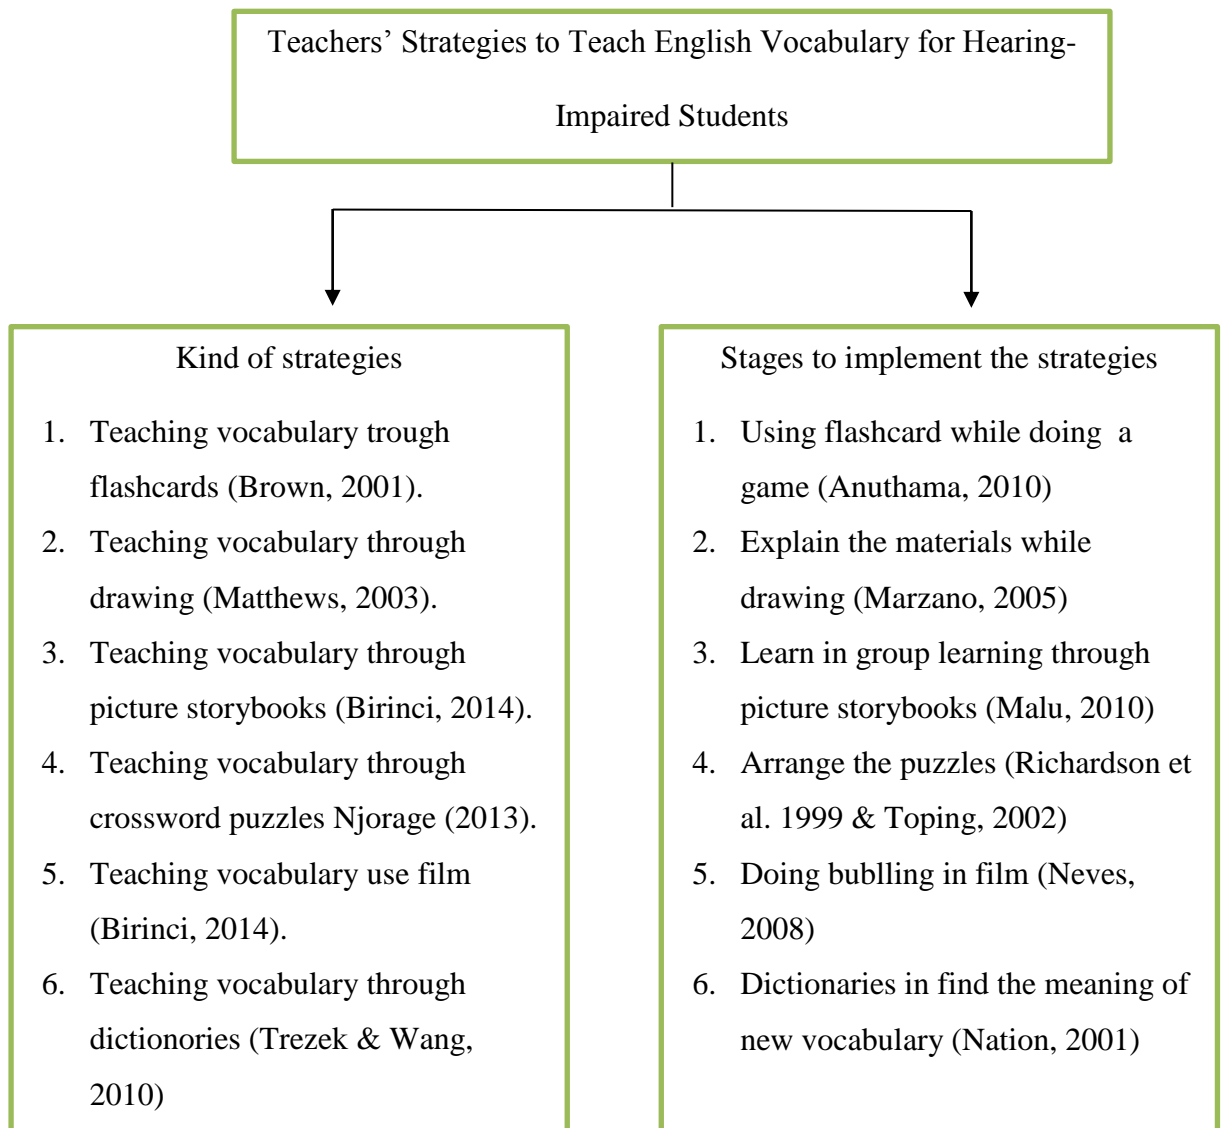 Teachers’ Strategies to Teach English Vocabulary for Hearing-
Impaired Students
Kind of strategies
1. Teaching vocabulary trough
flashcards (Brown, 2001).
2. Teaching vocabulary through
drawing (Matthews, 2003).
3. Teaching vocabulary through
picture storybooks (Birinci, 2014).
4. Teaching vocabulary through
crossword puzzles Njorage (2013).
5. Teaching vocabulary use film
(Birinci, 2014).
6. Teaching vocabulary through
dictionories (Trezek & Wang,
2010)
Stages to implement the strategies
1. Using flashcard while doing a
game (Anuthama, 2010)
2. Explain the materials while
drawing (Marzano, 2005)
3. Learn in group learning through
picture storybooks (Malu, 2010)
4. Arrange the puzzles (Richardson et
al. 1999 & Toping, 2002)
5. Doing bubllling in film (Neves,
2008)
6. Dictionaries in find the meaning of
new vocabulary (Nation, 2001)